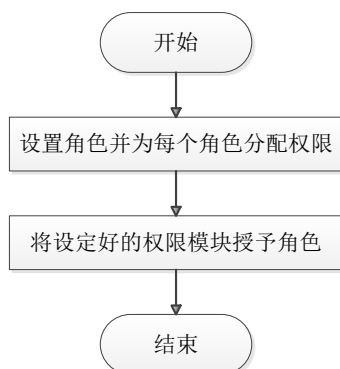 开始
设置角色并为每个角色分配权限
将设定好的权限模块授予角色
结束